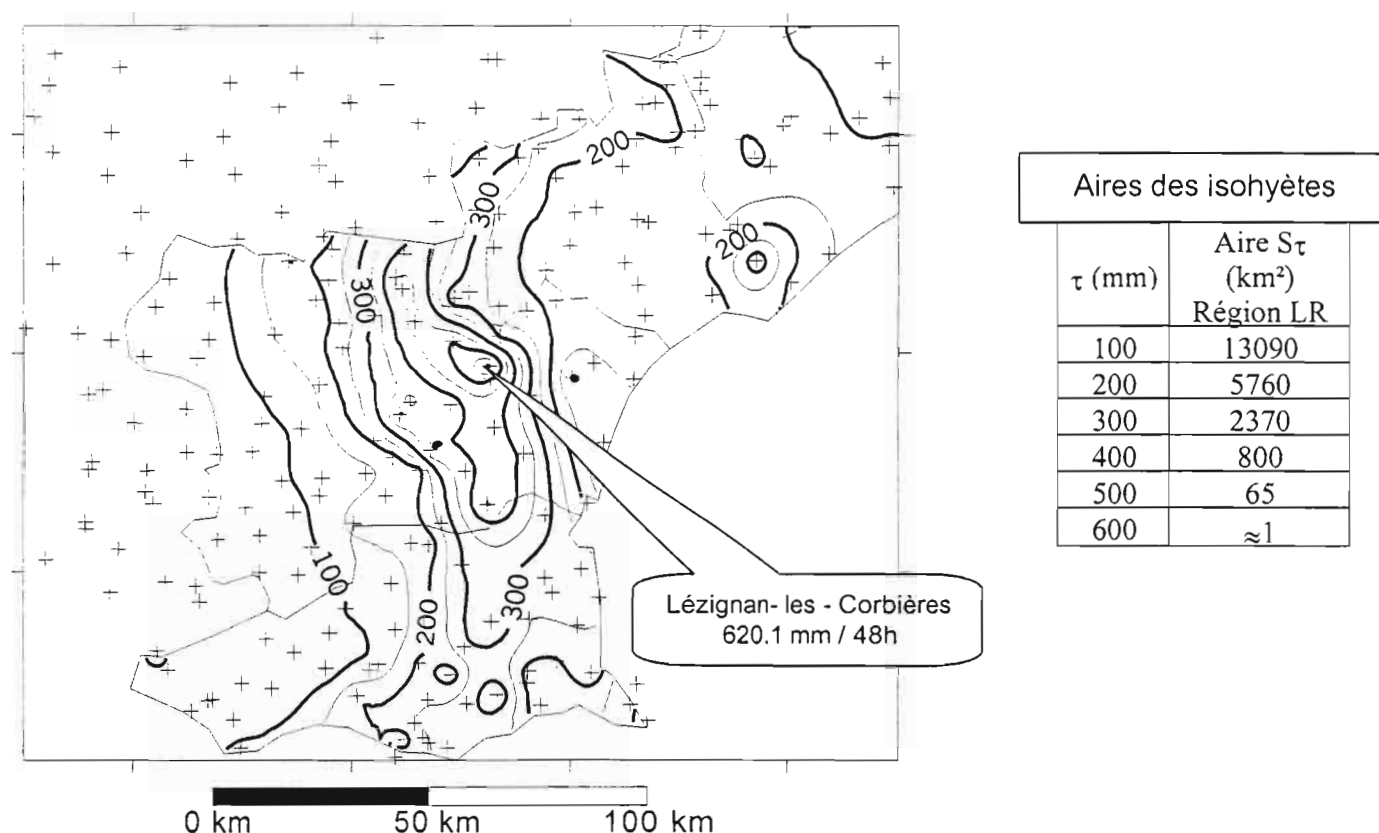 200
300
200
300
100
200
300
Lézignan- les - Corbières
620.1 mm / 48h
0 km
50 km
100 km
Aires des isohyètes
τ (mm)
Aire Sτ
(km²)
Région LR
100 13090
200 5760
300 2370
400 800
500 65
600 ≈1